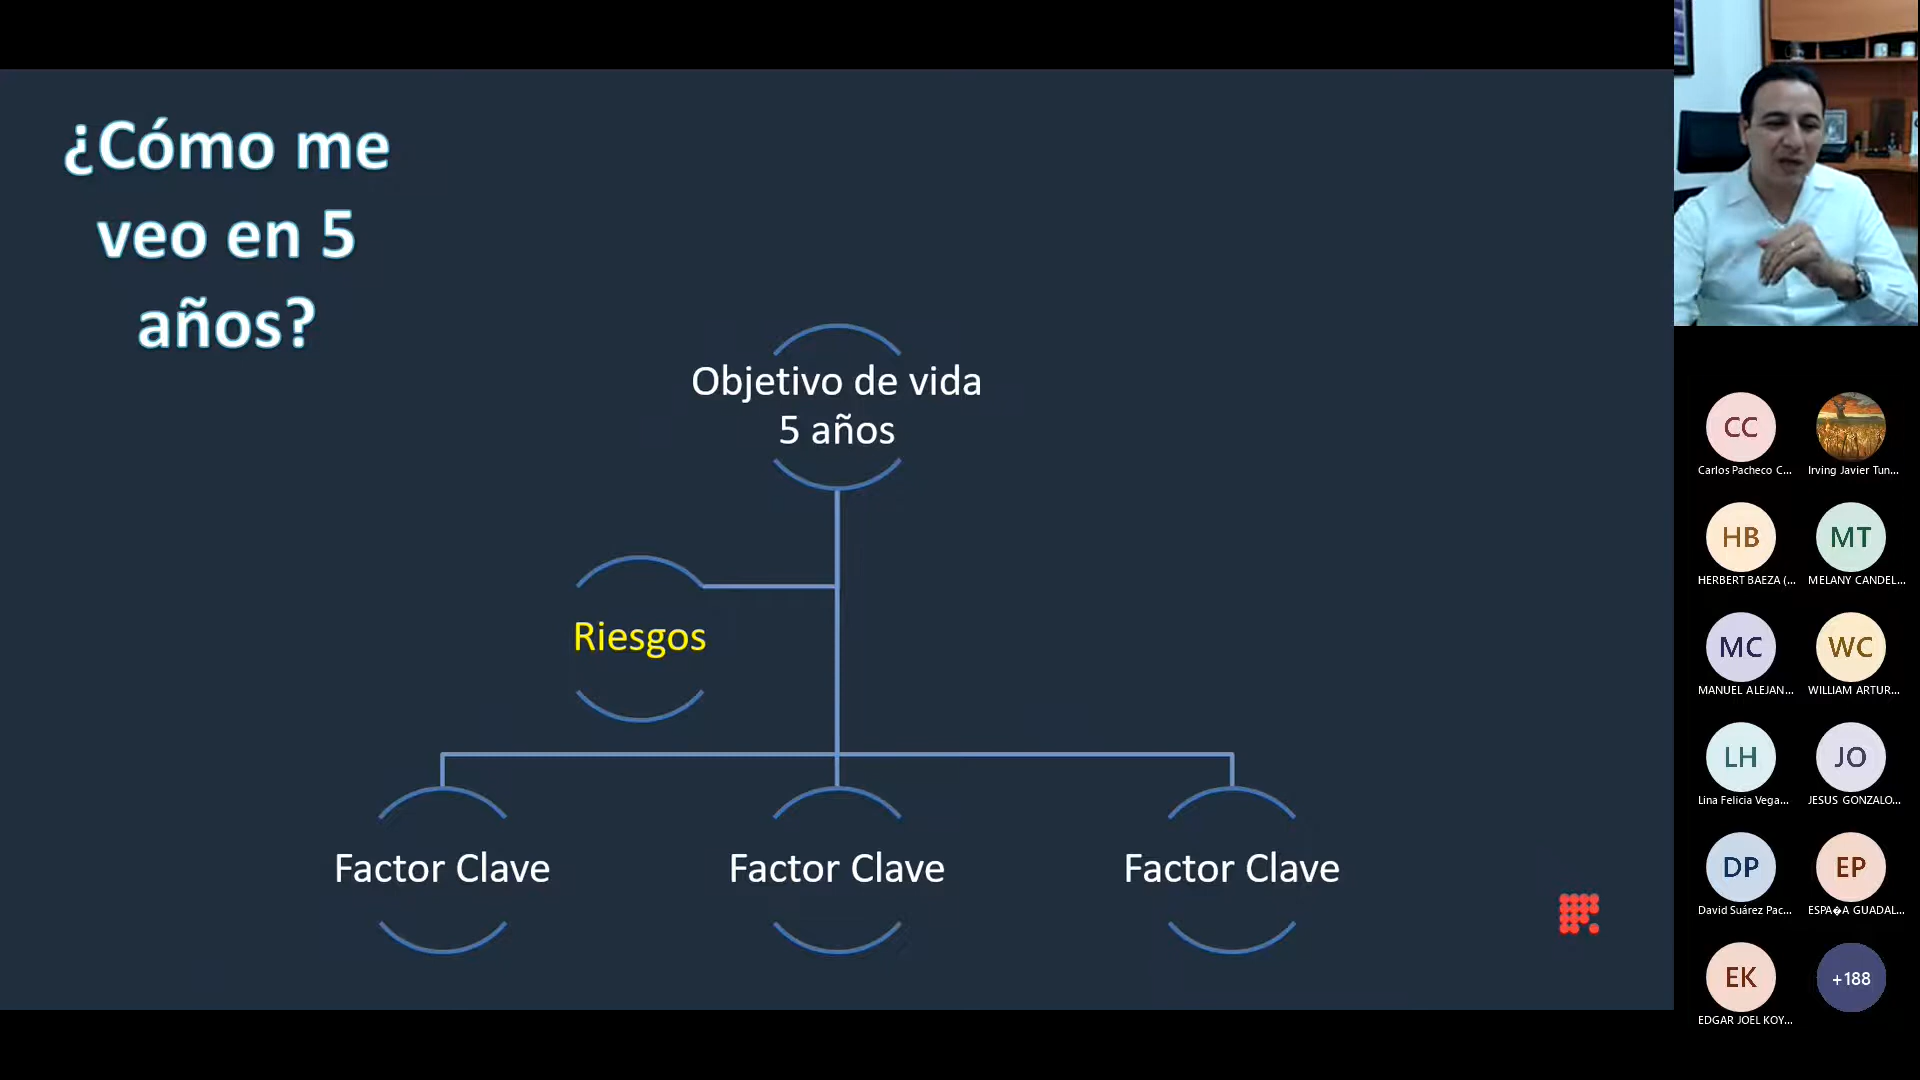 ¿Cómo me
veo en 5
años?
Objetivo de vida
5 años
Riesgos
Factor Clave
Factor Clave
Factor Clave
CC
Carlos Pacheco C...
Irving Javier Tun...
HB
HERBERT BAEZA (...
MT
MELANY CANDEL...
MC
MANUEL ALEJAN...
WC
WILLIAM ARTUR...
LH
Lina Felicia Vega...
JO
JESUS GONZALO...
DP
David Suárez Pac...
EP
ESPA�A GUADAL...
EK
EDGAR JOEL KOY...
+188